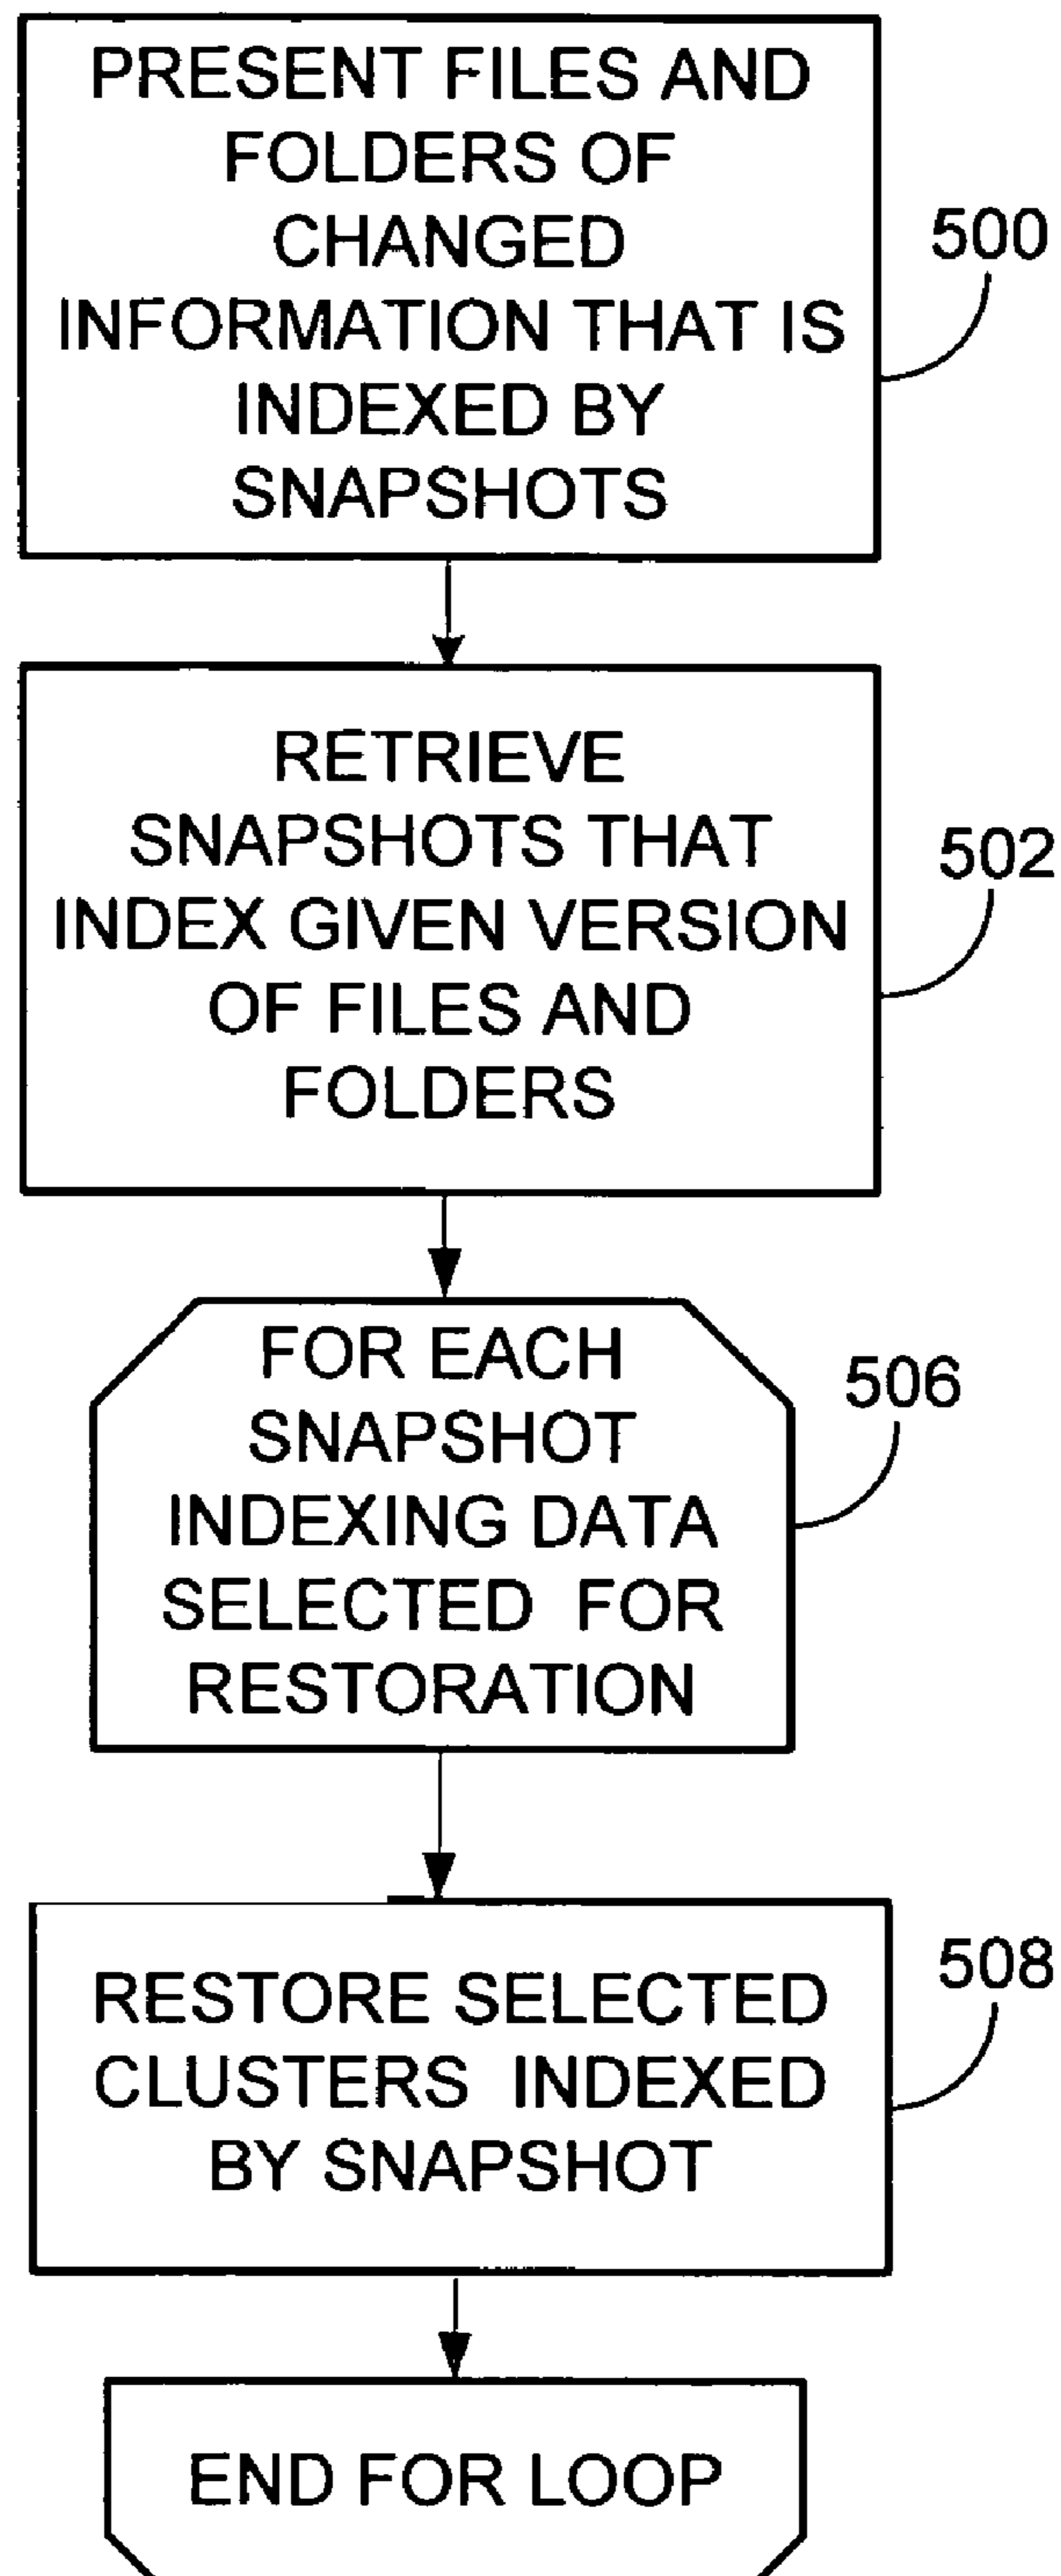 PRESENT FILES AND
FOLDERS OF
CHANGED
INFORMATION THAT IS
INDEXED BY
SNAPSHOTS
500
RETRIEVE
SNAPSHOTS THAT
INDEX GIVEN VERSION
OF FILES AND
FOLDERS
502
FOR EACH
SNAPSHOT
INDEXING DATA
SELECTED FOR
RESTORATION
506
RESTORE SELECTED
CLUSTERS INDEXED
BY SNAPSHOT
508
END FOR LOOP